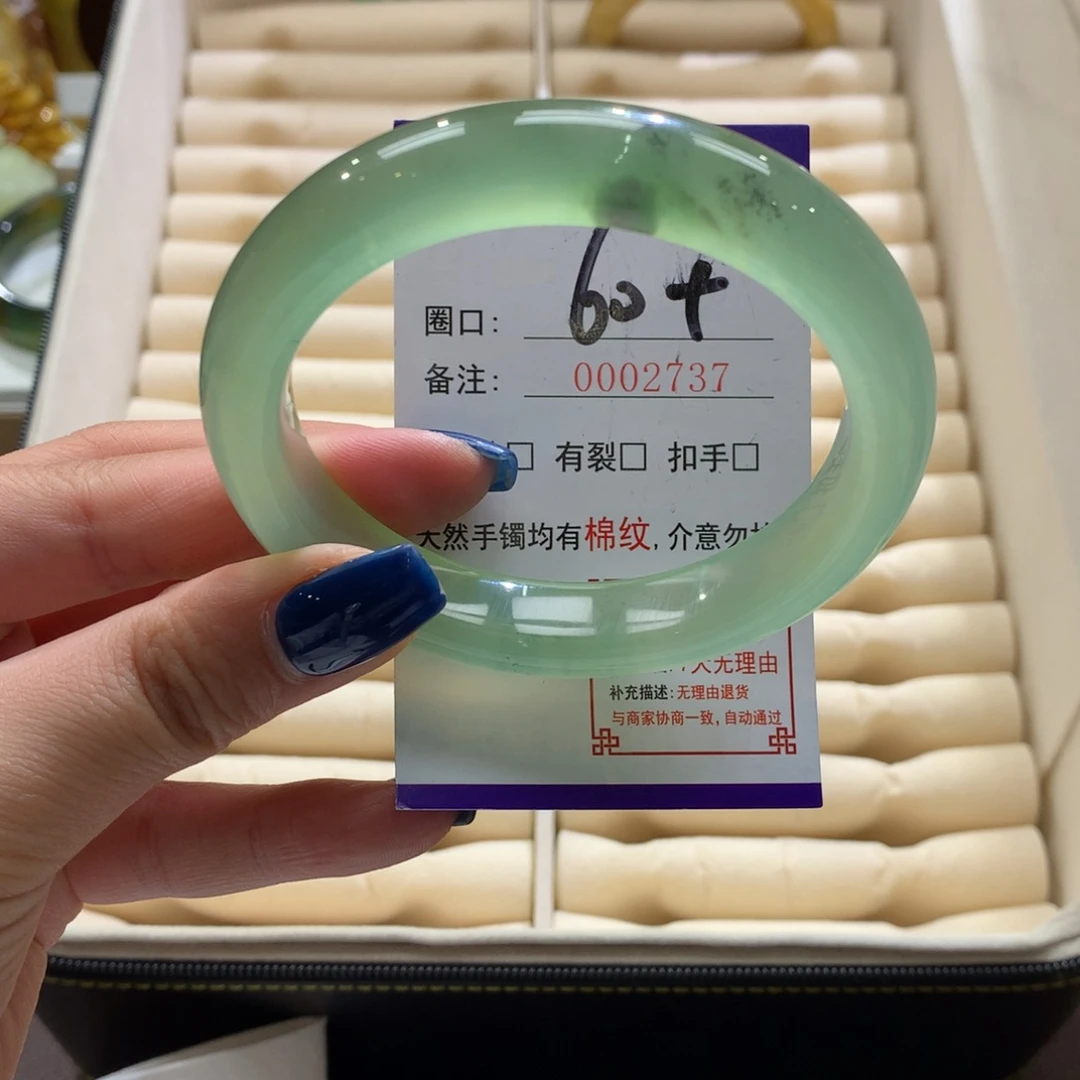 圈口: 60+
备注: 0002737
□ 有裂□ 扣手□
天然手镯均有棉纹, 介意勿
天无理由
补充描述: 无理由退货
与商家协商一致, 自动通过